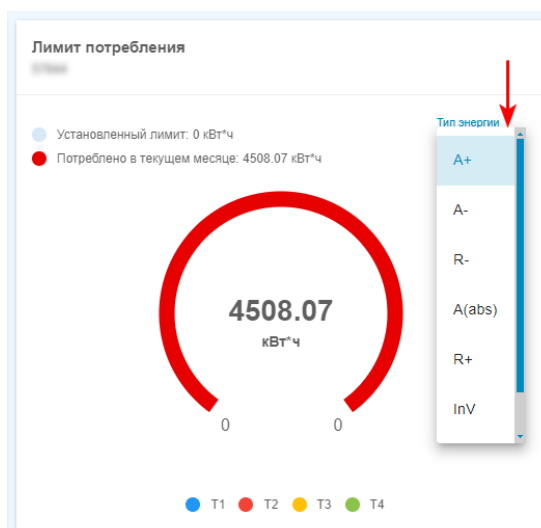 Лимит потребления
Тип энергии
Установленный лимит: 0 кВт*ч
Потреблено в текущем месяце: 4508.07 кВт*ч
A+
A-
R-
A(abs)
R+
InV
4508.07
кВт*ч
0 0
T1 T2 T3 T4